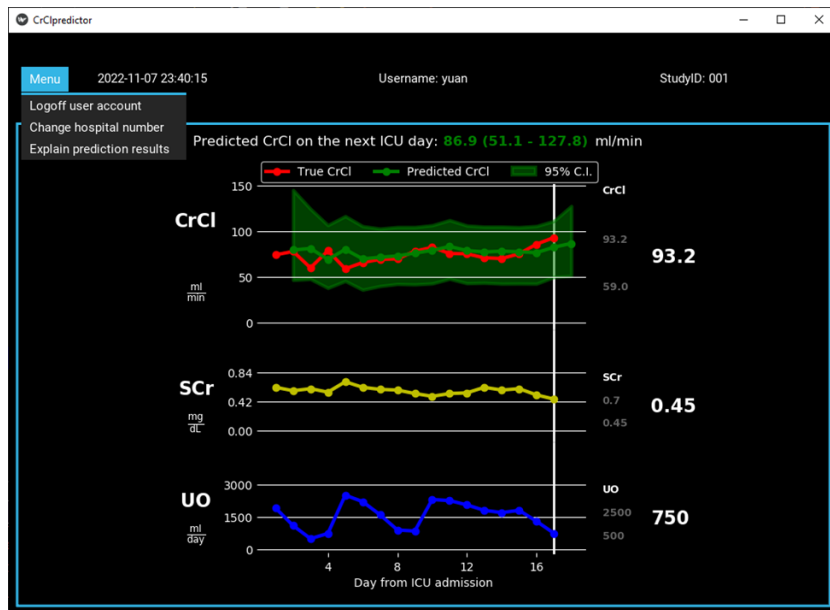 CrClpredictor
Menu 2022-11-07 23:40:15 Username: yuan StudyID: 001
Logoff user account
Change hospital number
Explain prediction results
Predicted CrCl on the next ICU day: 86.9 (51.1 - 127.8) ml/min
True CrCl Predicted CrCl 95% C.I.
CrCl
ml
min
150
100
50
0
CrCl
93.2
59.0
93.2
SCr
mg
dL
0.84
0.42
0.00
SCr
0.7
0.45
0.45
UO
ml
day
3000
1500
0
UO
2500
500
750
4 8 12 16
Day from ICU admission